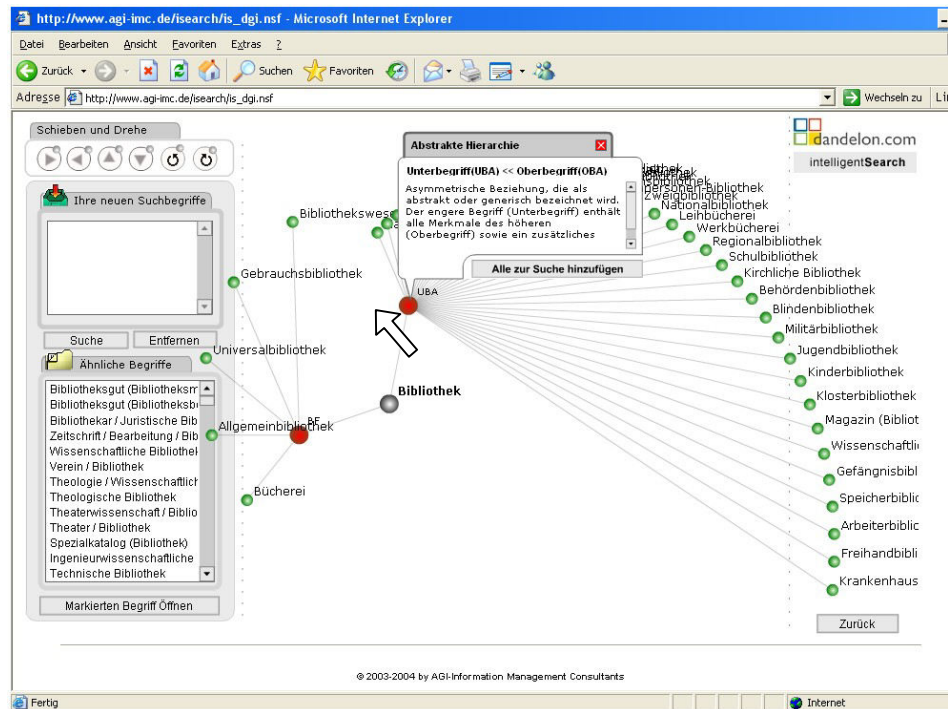 http://www.agi-imc.de/isearch/is_dgi.nsf - Microsoft Internet Explorer
Datei Bearbeiten Ansicht Favoriten Extras ?
Zurück Suchen Favoriten
Adresse http://www.agi-imc.de/isearch/is_dgi.nsf Wechseln zu
Schieben und Drehe
Ihre neuen Suchbegriffe
Suche Entfernen
Ähnliche Begriffe
Bibliotheksgut (Bibliotheksm
Bibliotheksgut (Bibliotheksb
Bibliothekar / Juristische Bib
Zeitschrift / Bearbeitung / Bib
Wissenschaftliche Bibliothek
Verein / Bibliothek
Theologie / Wissenschaftlich
Theologische Bibliothek
Theaterwissenschaft / Biblio
Theater / Bibliothek
Spezialkatalog (Bibliothek)
Ingenieurwissenschaftliche
Technische Bibliothek
Markierten Begriff Öffnen
Abstrakte Hierarchie
Unterbegriff(UBA) << Oberbegriff(OBA)
Asymmetrische Beziehung, die als
abstrakt oder generisch bezeichnet wird.
Der engere Begriff (Unterbegriff) enthält
alle Merkmale des höheren
(Oberbegriff) sowie ein zusätzliches
Alle zur Suche hinzufügen
UBA
Bibliothek
BF
Bibliothekswese
Gebrauchsbibliothek
Universalbibliothek
Allgemeinbibliothek
Bücherei
dandelon.com
intelligentSearch
Zweigbibliothek
Nationalbibliothek
Leihbücherei
Werkbücherei
Regionalbibliothek
Schulbibliothek
Kirchliche Bibliothek
Behördenbibliothek
Blindenbibliothek
Militärbibliothek
Jugendbibliothek
Kinderbibliothek
Klosterbibliothek
Magazin (Bibliot
Wissenschaftli
Gefängnisbibl
Speicherbiblic
Arbeiterbiblic
Freihandbibli
Krankenhaus
Zurück
© 2003-2004 by AGI-Information Management Consultants
Fertig Internet